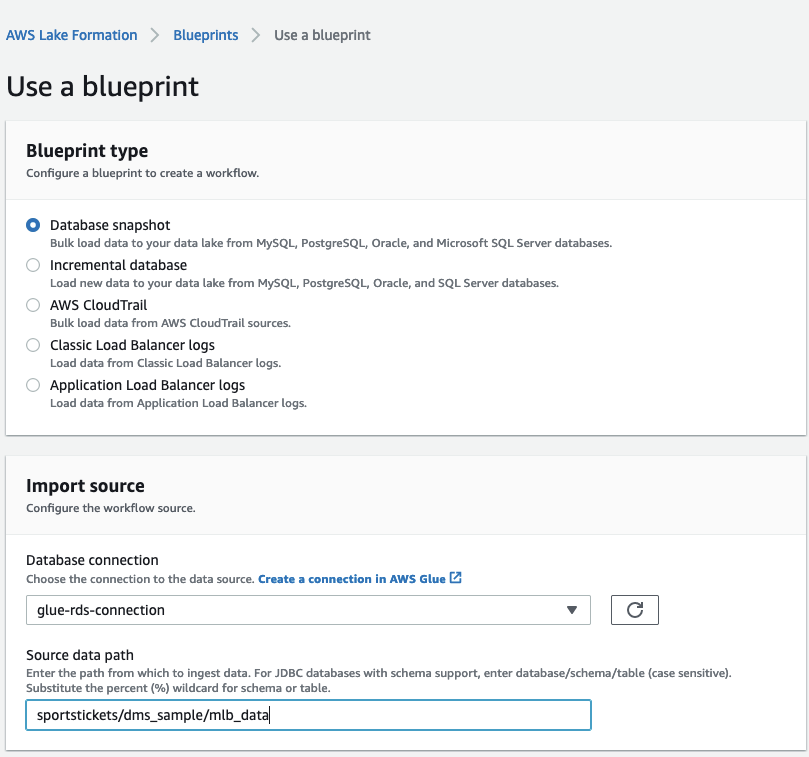 AWS Lake Formation > Blueprints > Use a blueprint
Use a blueprint
Blueprint type
Configure a blueprint to create a workflow.
Database snapshot
Bulk load data to your data lake from MySQL, PostgreSQL, Oracle, and Microsoft SQL Server databases.
Incremental database
Load new data to your data lake from MySQL, PostgreSQL, Oracle, and SQL Server databases.
AWS CloudTrail
Bulk load data from AWS CloudTrail sources.
Classic Load Balancer logs
Load data from Classic Load Balancer logs.
Application Load Balancer logs
Load data from Application Load Balancer logs.
Import source
Configure the workflow source.
Database connection
Choose the connection to the data source. Create a connection in AWS Glue
glue-rds-connection
Source data path
Enter the path from which to ingest data. For JDBC databases with schema support, enter database/schema/table (case sensitive).
Substitute the percent (%) wildcard for schema or table.
sportstickets/dms_sample/mlb_data